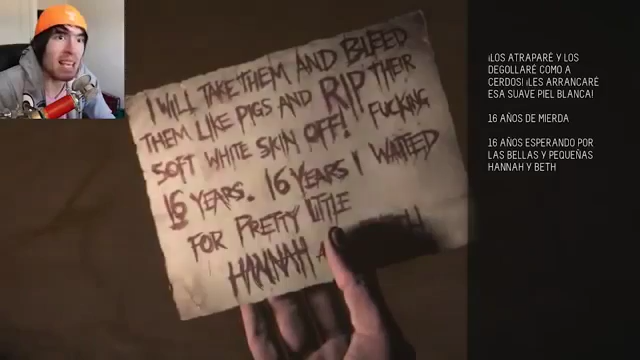 I WILL TAKE THEM AND BLEED
THEM LIKE PIGS AND RIP THEIR
SOFT WHITE SKIN OFF! FUCKING
16 YEARS. 16 YEARS I WAITED
FOR PRETTY LITTLE
HANNAH
¡LOS ATRAPARÉ Y LOS
DEGOLLARÉ COMO A
CERDOS! ¡LES ARRANCARÉ
ESA SUAVE PIEL BLANCA!
16 AÑOS DE MIERDA
16 AÑOS ESPERANDO POR
LAS BELLAS Y PEQUEÑAS
HANNAH Y BETH